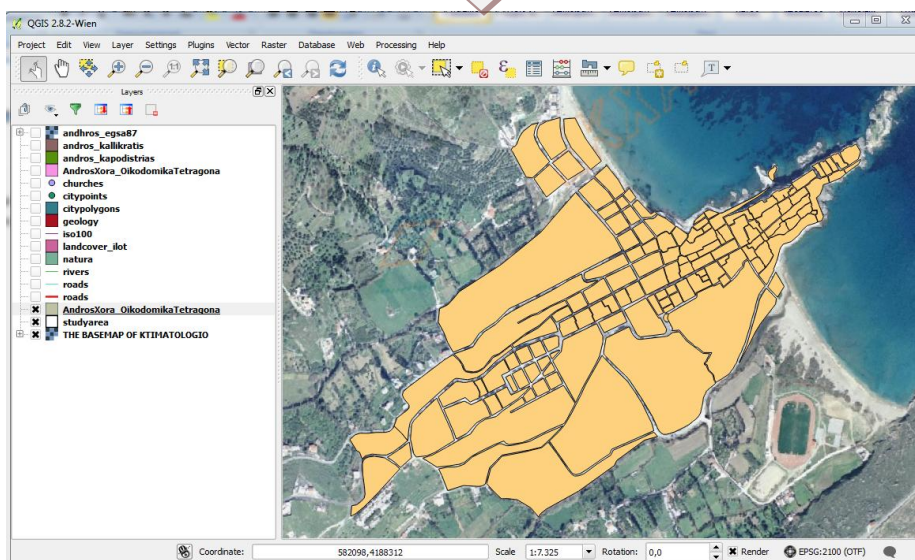 QGIS 2.8.2-Wien
Project Edit View Layer Settings Plugins Vector Raster Database Web Processing Help
Layers
andhros_egsa87
andros_kallikratis
andros_kapodistrias
AndrosXora_OikodomikaTetragona
churches
citypoints
citypolygons
geology
iso100
landcover_ilot
natura
rivers
roads
roads
AndrosXora_OikodomikaTetragona
studyarea
THE BASEMAP OF KTIMATOLOGIO
Coordinate: 582098,4188312 Scale 1:7.325 Rotation: 0,0 Render EPSG:2100 (OTF)